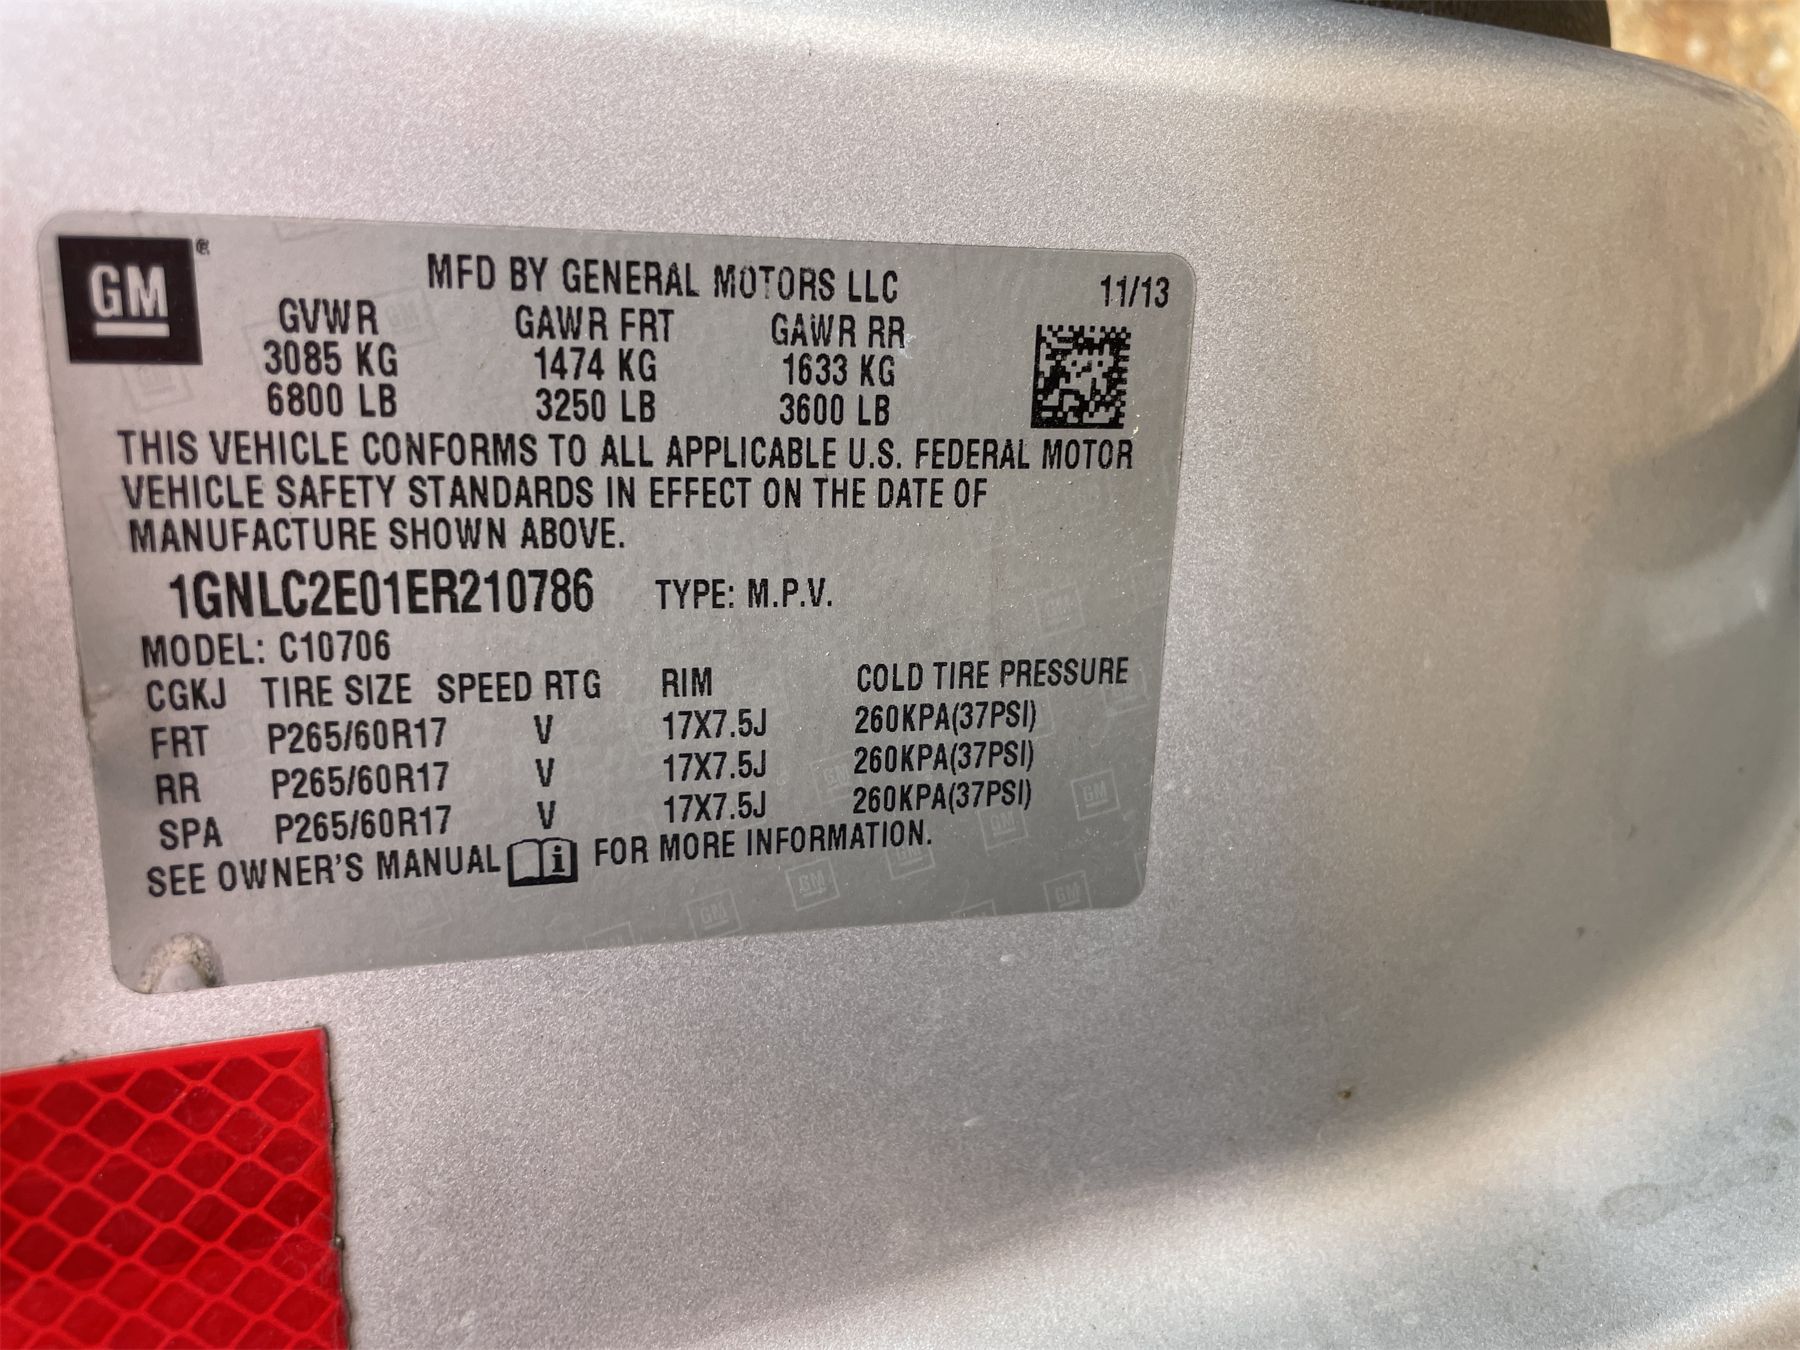 GM ®
MFD BY GENERAL MOTORS LLC 11/13
GVWR GAWR FRT GAWR RR
3085 KG 1474 KG 1633 KG
6800 LB 3250 LB 3600 LB
THIS VEHICLE CONFORMS TO ALL APPLICABLE U.S. FEDERAL MOTOR
VEHICLE SAFETY STANDARDS IN EFFECT ON THE DATE OF
MANUFACTURE SHOWN ABOVE.
1GNLC2E01ER210786 TYPE: M.P.V.
MODEL: C10706
CGKJ TIRE SIZE SPEED RTG RIM COLD TIRE PRESSURE
FRT P265/60R17 V 17X7.5J 260KPA(37PSI)
RR P265/60R17 V 17X7.5J 260KPA(37PSI)
SPA P265/60R17 V 17X7.5J 260KPA(37PSI)
SEE OWNER'S MANUAL i FOR MORE INFORMATION.